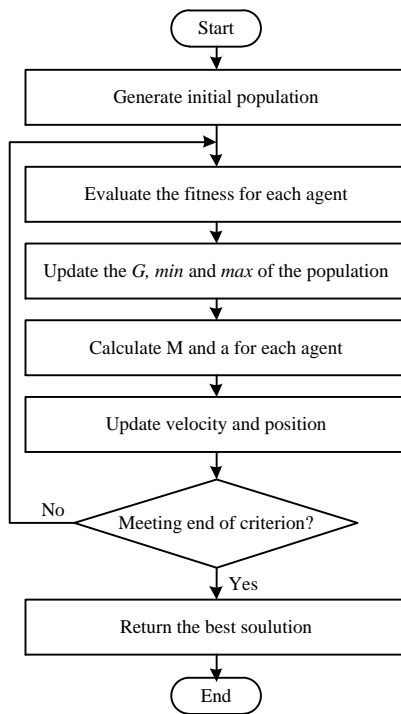 Start
Generate initial population
Evaluate the fitness for each agent
Update the G, min and max of the population
Calculate M and a for each agent
Update velocity and position
Meeting end of criterion?
No
Yes
Return the best soulution
End